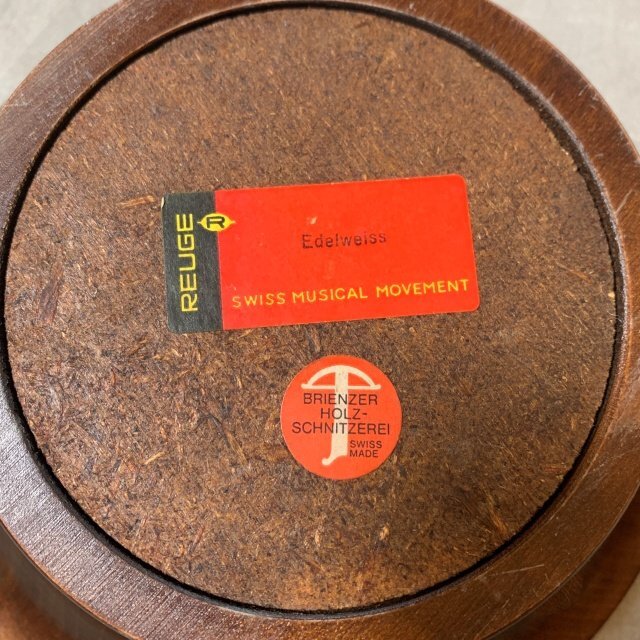 REUGE
R
Edelweiss
SWISS MUSICAL MOVEMENT
BRIENZER
HOLZ-
SCHNITZEREI
SWISS
MADE